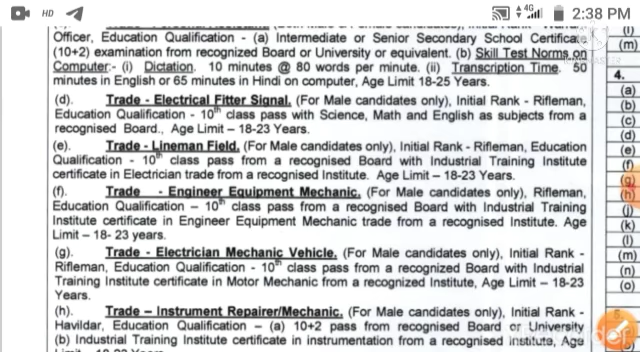 HD 4G 2:38 PM
Officer, Education Qualification - (a) Intermediate or Senior Secondary School Certificate
(10+2) examination from recognized Board or University or equivalent. (b) Skill Test Norms on
Computer:- (i) Dictation. 10 minutes @ 80 words per minute. (ii) Transcription Time. 50
minutes in English or 65 minutes in Hindi on computer, Age Limit 18-25 Years.
(d). Trade - Electrical Fitter Signal. (For Male candidates only), Initial Rank - Rifleman,
Education Qualification - 10th class pass with Science, Math and English as subjects from a
recognised Board., Age Limit – 18-23 Years.
(e). Trade - Lineman Field. (For Male candidates only), Initial Rank - Rifleman, Education
Qualification - 10th class pass from a recognised Board with Industrial Training Institute
certificate in Electrician trade from a recognised Institute. Age Limit – 18-23 Years.
(f). Trade - Engineer Equipment Mechanic. (For Male candidates only), Rifleman,
Education Qualification – 10th class pass from a recognised Board with Industrial Training
Institute certificate in Engineer Equipment Mechanic trade from a recognised Institute. Age
Limit – 18- 23 years.
(g). Trade - Electrician Mechanic Vehicle. (For Male candidates only), Initial Rank -
Rifleman, Education Qualification - 10th class pass from a recognized Board with Industrial
Training Institute certificate in Motor Mechanic from a recognized Institute, Age Limit – 18-23
Years.
(h). Trade – Instrument Repairer/Mechanic. (For Male candidates only), Initial Rank -
Havildar, Education Qualification – (a) 10+2 pass from recognised Board or University
(b) Industrial Training Institute certificate in instrumentation from a recognised institute, Age
(l)
(m)
4.
(a)
(b)
(c)
(d)
(e)
(f)
(g)
(h)
(j)
(k)
(l)
(m)
(n)
(o)